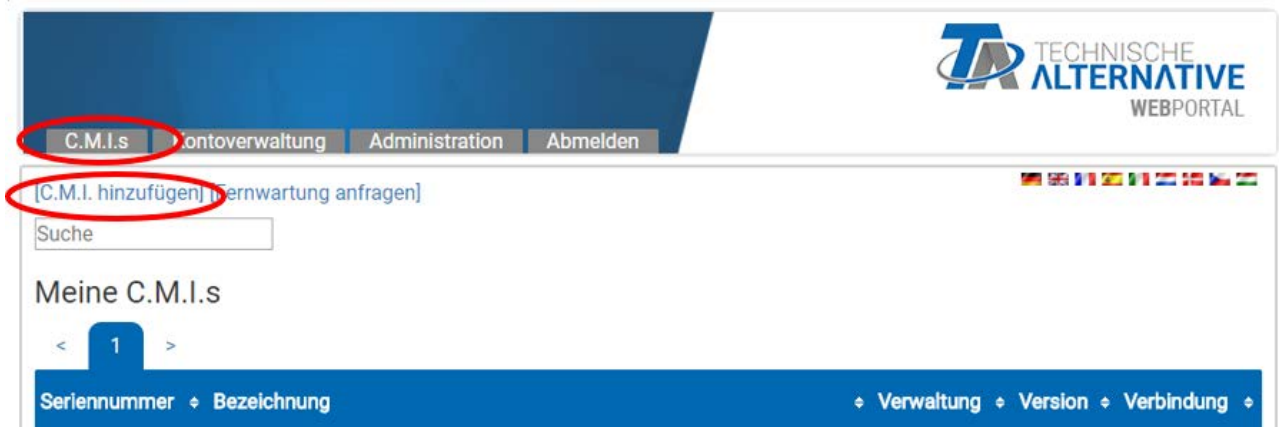 TECHNISCHE
ALTERNATIVE
WEBPORTAL
C.M.I.s Kontoverwaltung Administration Abmelden
[C.M.I. hinzufügen] [Fernwartung anfragen]
Suche
Meine C.M.I.s
< 1 >
Seriennummer Bezeichnung Verwaltung Version Verbindung